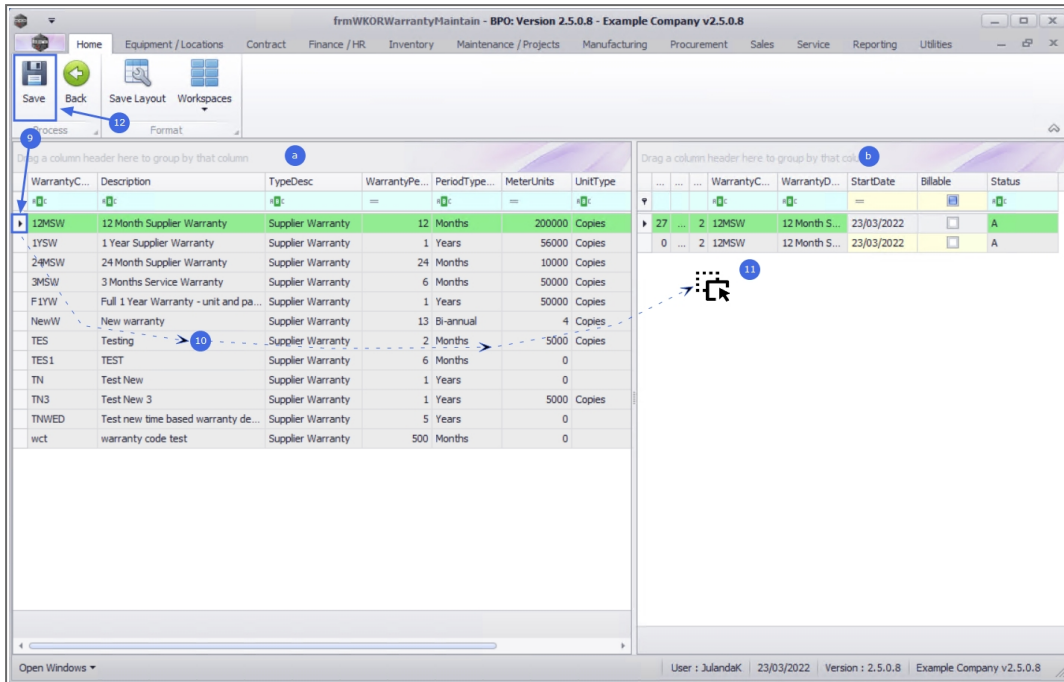 frmWKORWarrantyMaintain - BPO: Version 2.5.0.8 - Example Company v2.5.0.8
Home Equipment / Locations Contract Finance / HR Inventory Maintenance / Projects Manufacturing Procurement Sales Service Reporting Utilities
Save Back Save Layout Workspaces
12
Process Format
9
Drag a column header here to group by that column a
Drag a column header here to group by that col b
WarrantyC... Description TypeDesc WarrantyPe... PeriodType... MeterUnits UnitType
... ... ... WarrantyC... WarrantyD... StartDate Billable Status
12MSW 12 Month Supplier Warranty Supplier Warranty 12 Months 200000 Copies
1YSW 1 Year Supplier Warranty Supplier Warranty 1 Years 56000 Copies
24MSW 24 Month Supplier Warranty Supplier Warranty 24 Months 10000 Copies
3MSW 3 Months Service Warranty Supplier Warranty 6 Months 50000 Copies
F1YW Full 1 Year Warranty - unit and pa... Supplier Warranty 1 Years 50000 Copies
NewW New warranty Supplier Warranty 13 Bi-annual 4 Copies
TES Testing 10 Supplier Warranty 2 Months 5000 Copies
TES1 TEST Supplier Warranty 6 Months 0
TN Test New Supplier Warranty 1 Years 0
TN3 Test New 3 Supplier Warranty 1 Years 5000 Copies
TNWED Test new time based warranty de... Supplier Warranty 5 Years 0
wct warranty code test Supplier Warranty 500 Months 0
27 ... 2 12MSW 12 Month S... 23/03/2022 A
0 ... 2 12MSW 12 Month S... 23/03/2022 A
11
Open Windows User : JulandaK 23/03/2022 Version : 2.5.0.8 Example Company v2.5.0.8